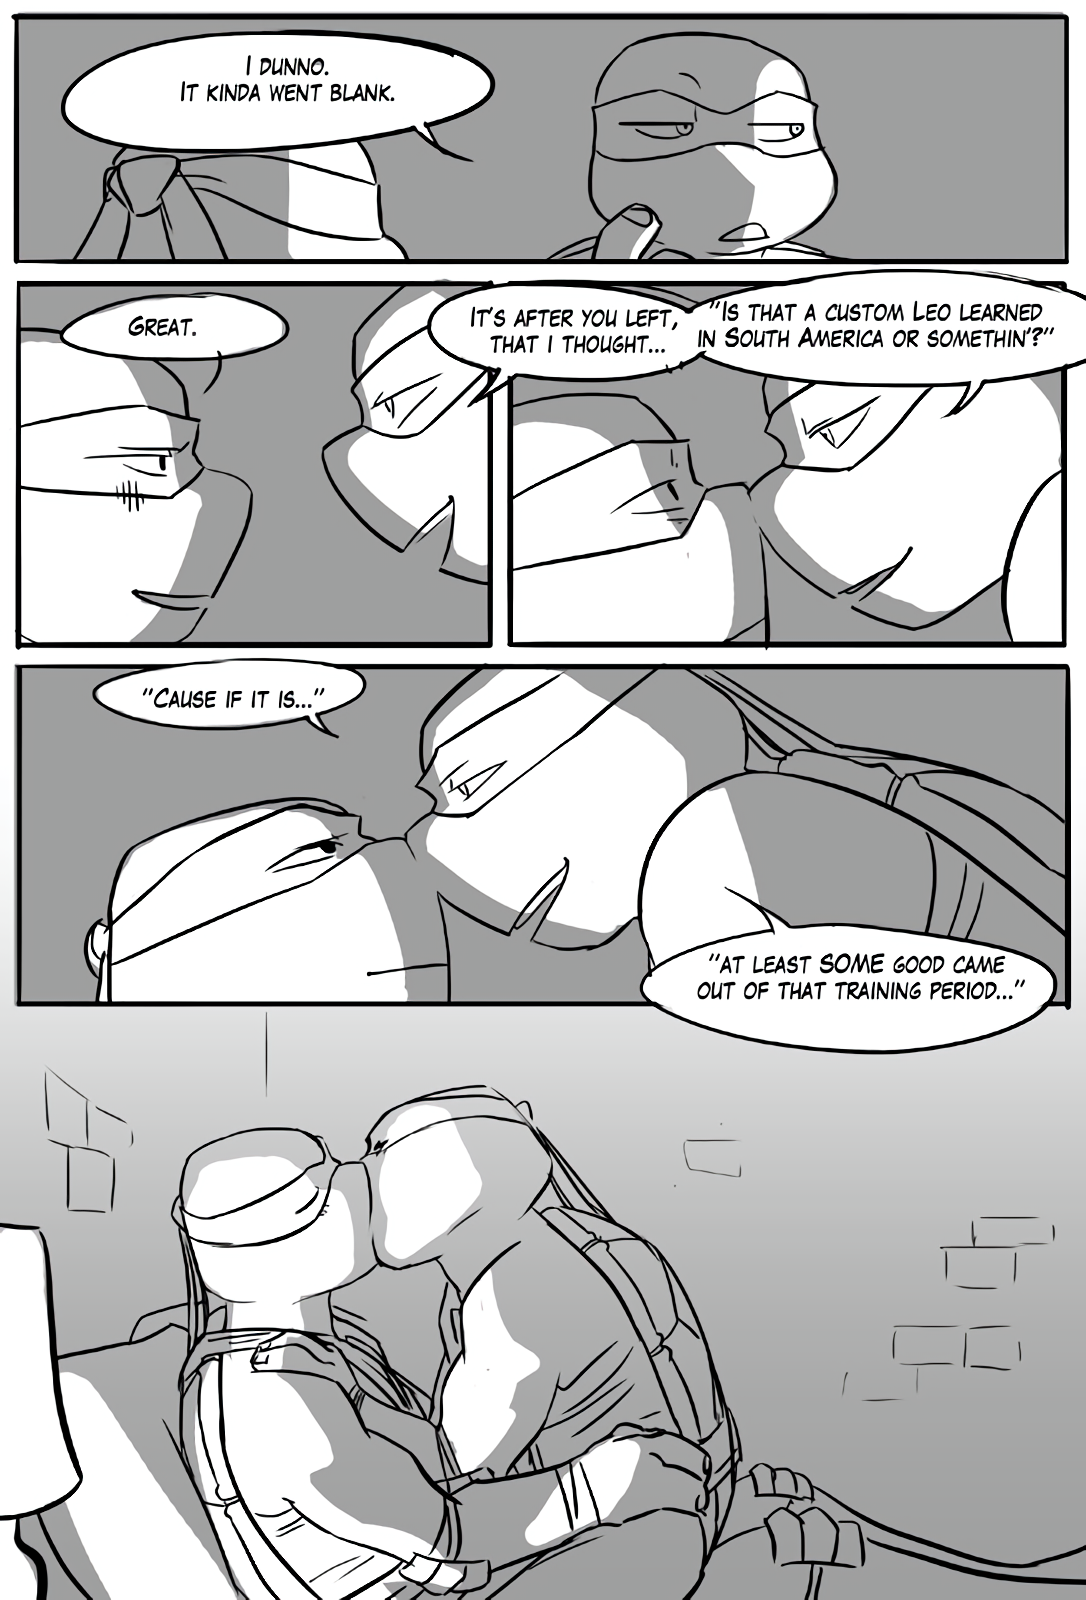 I DUNNO.
IT KINDA WENT BLANK.
GREAT.
IT'S AFTER YOU LEFT,
THAT I THOUGHT...
"IS THAT A CUSTOM LEO LEARNED
IN SOUTH AMERICA OR SOMETHIN'?"
"CAUSE IF IT IS..."
"AT LEAST SOME GOOD CAME
OUT OF THAT TRAINING PERIOD..."